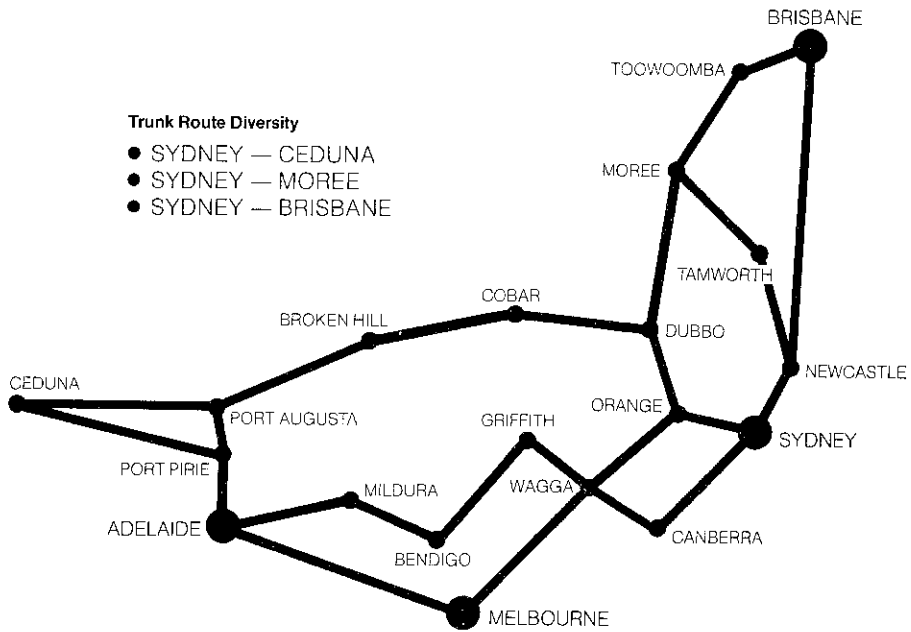 BRISBANE
TOOWOOMBA
Trunk Route Diversity
● SYDNEY — CEDUNA
● SYDNEY — MOREE
● SYDNEY — BRISBANE
MOREE
TAMWORTH
COBAR
BROKEN HILL
DUBBO
NEWCASTLE
CEDUNA
PORT AUGUSTA
GRIFFITH
ORANGE
SYDNEY
PORT PIRIE
MILDURA
WAGGA
ADELAIDE
BENDIGO
CANBERRA
MELBOURNE